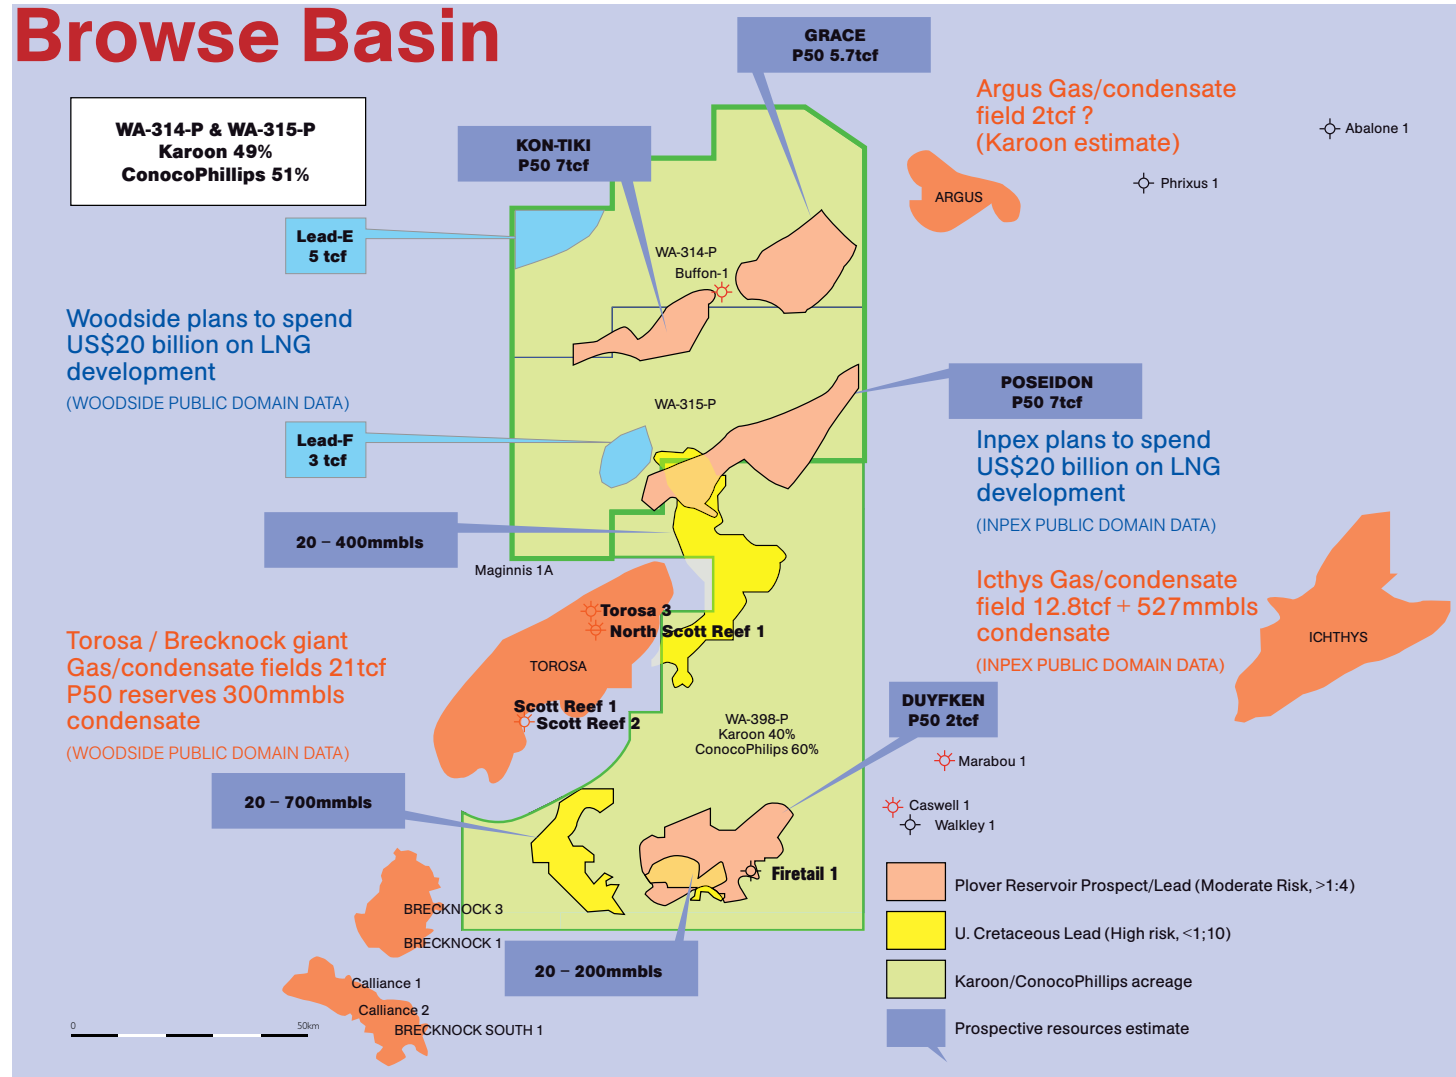 Browse Basin
WA-314-P & WA-315-P
Karoon 49%
ConocoPhillips 51%
GRACE
P50 5.7tcf
KON-TIKI
P50 7tcf
Argus Gas/condensate
field 2tcf ?
(Karoon estimate)
Abalone 1
Phrixus 1
ARGUS
Lead-E
5 tcf
WA-314-P
Buffon-1
Woodside plans to spend
US$20 billion on LNG
development
(WOODSIDE PUBLIC DOMAIN DATA)
POSEIDON
P50 7tcf
WA-315-P
Lead-F
3 tcf
Inpex plans to spend
US$20 billion on LNG
development
(INPEX PUBLIC DOMAIN DATA)
20 – 400mmbls
Maginnis 1A
Icthys Gas/condensate
field 12.8tcf + 527mmbls
condensate
(INPEX PUBLIC DOMAIN DATA)
ICHTHYS
Torosa 3
North Scott Reef 1
TOROSA
Scott Reef 1
Scott Reef 2
Torosa / Brecknock giant
Gas/condensate fields 21tcf
P50 reserves 300mmbls
condensate
(WOODSIDE PUBLIC DOMAIN DATA)
WA-398-P
Karoon 40%
ConocoPhilips 60%
DUYFKEN
P50 2tcf
Marabou 1
Caswell 1
Walkley 1
20 – 700mmbls
Firetail 1
BRECKNOCK 3
BRECKNOCK 1
20 – 200mmbls
Calliance 1
Calliance 2
BRECKNOCK SOUTH 1
0
50km
Plover Reservoir Prospect/Lead (Moderate Risk, >1:4)
U. Cretaceous Lead (High risk, <1;10)
Karoon/ConocoPhillips acreage
Prospective resources estimate